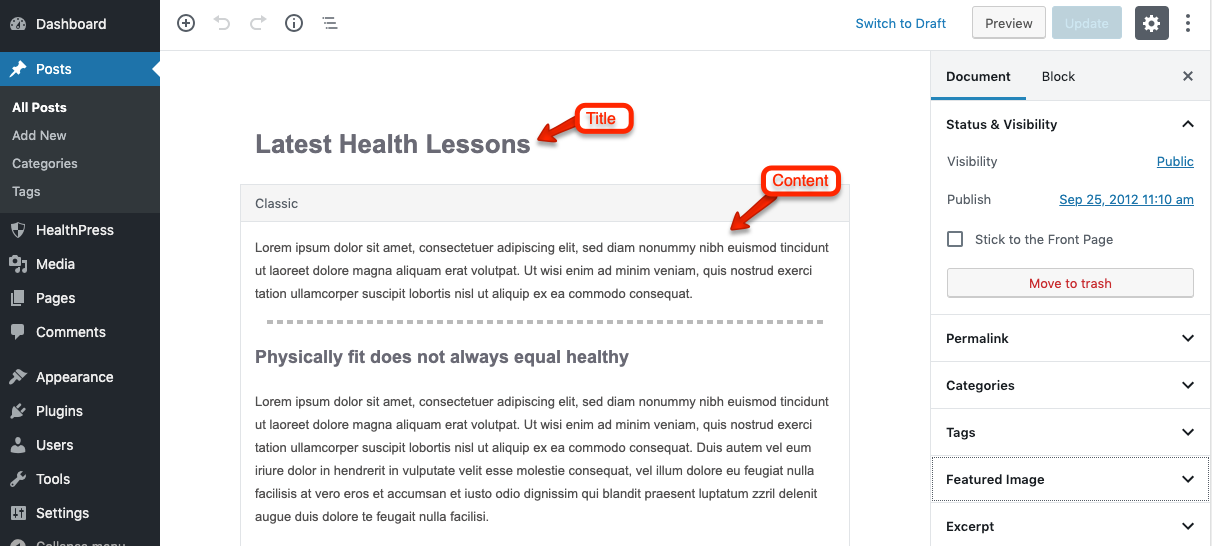 Dashboard
Posts
All Posts
Add New
Categories
Tags
HealthPress
Media
Pages
Comments
Appearance
Plugins
Users
Tools
Settings
Collapse menu
Switch to Draft
Preview
Update
Title
Latest Health Lessons
Content
Classic
Lorem ipsum dolor sit amet, consectetuer adipiscing elit, sed diam nonummy nibh euismod tincidunt
ut laoreet dolore magna aliquam erat volutpat. Ut wisi enim ad minim veniam, quis nostrud exerci
tation ullamcorper suscipit lobortis nisl ut aliquip ex ea commodo consequat.
Physically fit does not always equal healthy
Lorem ipsum dolor sit amet, consectetuer adipiscing elit, sed diam nonummy nibh euismod tincidunt
ut laoreet dolore magna aliquam erat volutpat. Ut wisi enim ad minim veniam, quis nostrud exerci
tation ullamcorper suscipit lobortis nisl ut aliquip ex ea commodo consequat. Duis autem vel eum
iriure dolor in hendrerit in vulputate velit esse molestie consequat, vel illum dolore eu feugiat nulla
facilisis at vero eros et accumsan et iusto odio dignissim qui blandit praesent luptatum zzril delenit
augue duis dolore te feugait nulla facilisi.
Document
Block
Status & Visibility
Visibility
Public
Publish
Sep 25, 2012 11:10 am
Stick to the Front Page
Move to trash
Permalink
Categories
Tags
Featured Image
Excerpt